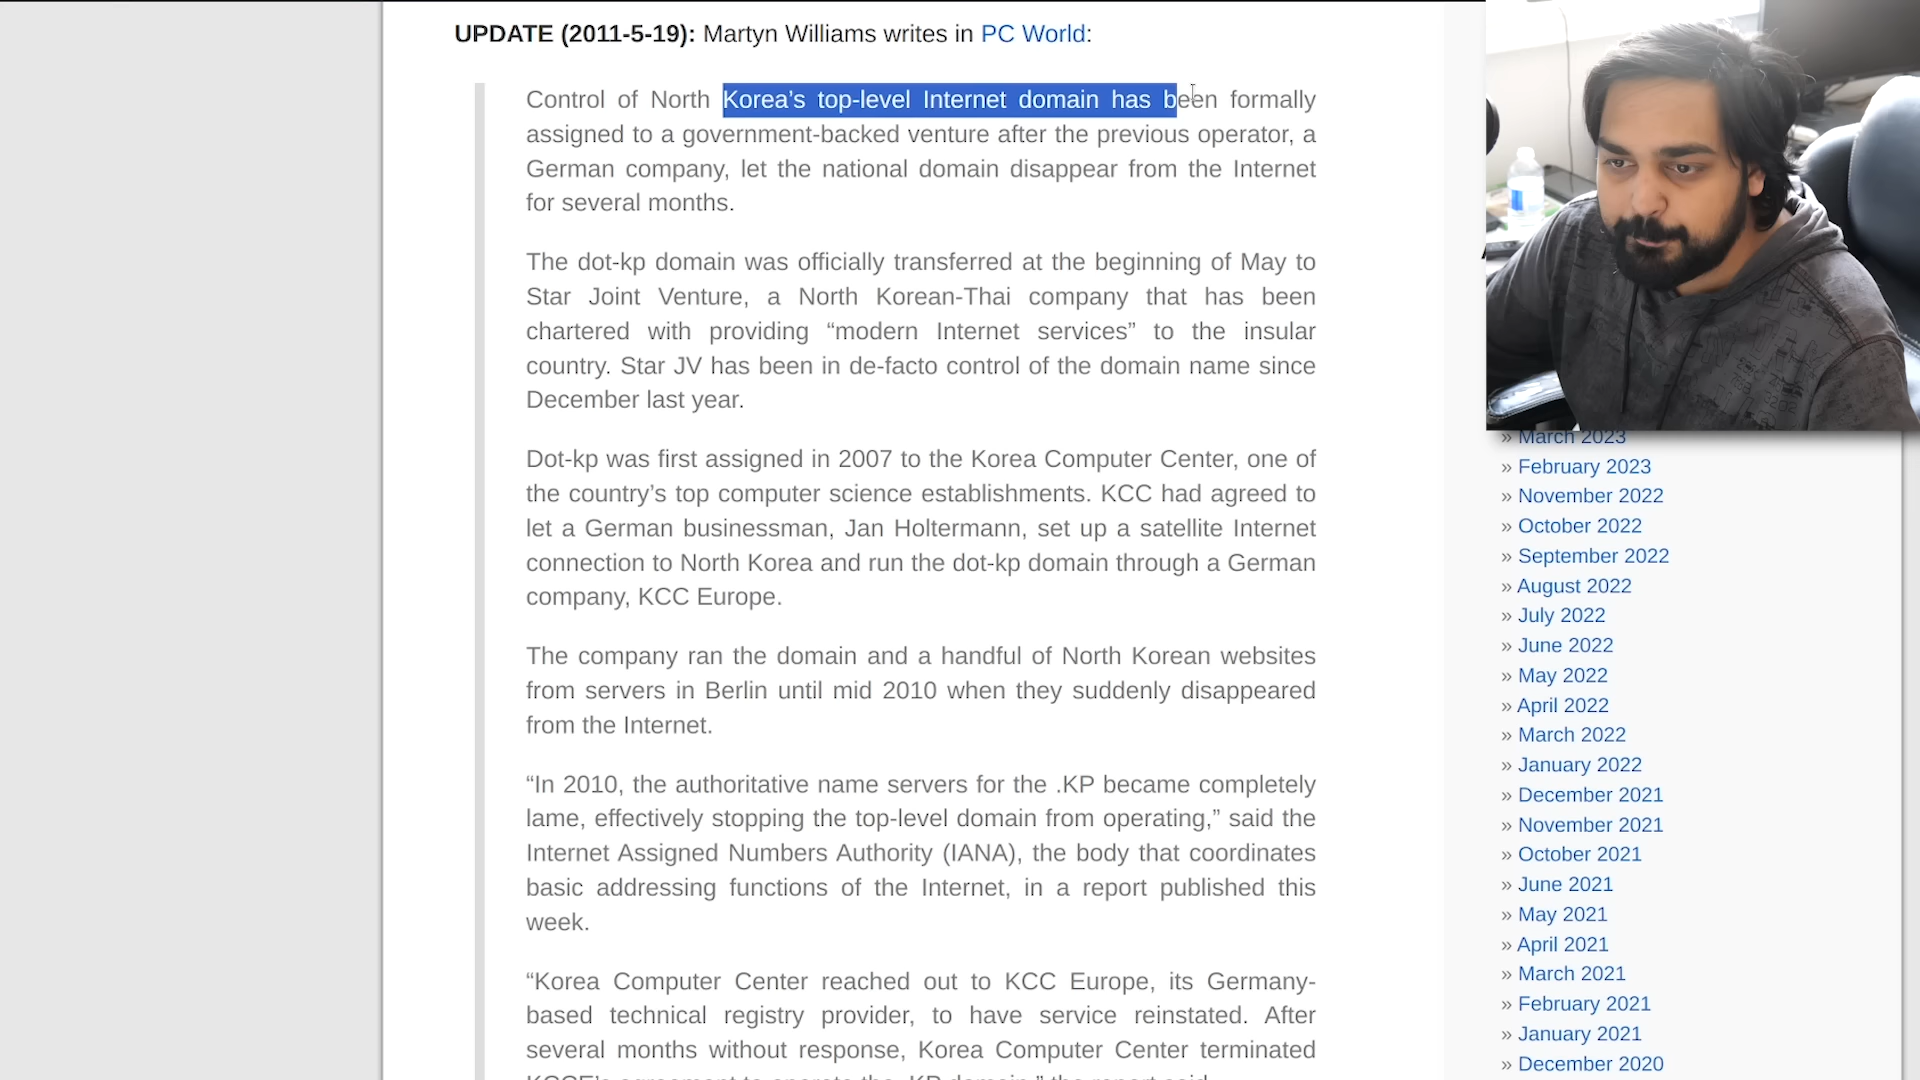 UPDATE (2011-5-19): Martyn Williams writes in PC World:
Control of North Korea’s top-level Internet domain has been formally
assigned to a government-backed venture after the previous operator, a
German company, let the national domain disappear from the Internet
for several months.
The dot-kp domain was officially transferred at the beginning of May to
Star Joint Venture, a North Korean-Thai company that has been
chartered with providing “modern Internet services” to the insular
country. Star JV has been in de-facto control of the domain name since
December last year.
Dot-kp was first assigned in 2007 to the Korea Computer Center, one of
the country’s top computer science establishments. KCC had agreed to
let a German businessman, Jan Holtermann, set up a satellite Internet
connection to North Korea and run the dot-kp domain through a German
company, KCC Europe.
The company ran the domain and a handful of North Korean websites
from servers in Berlin until mid 2010 when they suddenly disappeared
from the Internet.
“In 2010, the authoritative name servers for the .KP became completely
lame, effectively stopping the top-level domain from operating,” said the
Internet Assigned Numbers Authority (IANA), the body that coordinates
basic addressing functions of the Internet, in a report published this
week.
“Korea Computer Center reached out to KCC Europe, its Germany-
based technical registry provider, to have service reinstated. After
several months without response, Korea Computer Center terminated
KCCE’s agreement to operate the .KP domain,” the report said.
» March 2023
» February 2023
» November 2022
» October 2022
» September 2022
» August 2022
» July 2022
» June 2022
» May 2022
» April 2022
» March 2022
» January 2022
» December 2021
» November 2021
» October 2021
» June 2021
» May 2021
» April 2021
» March 2021
» February 2021
» January 2021
» December 2020